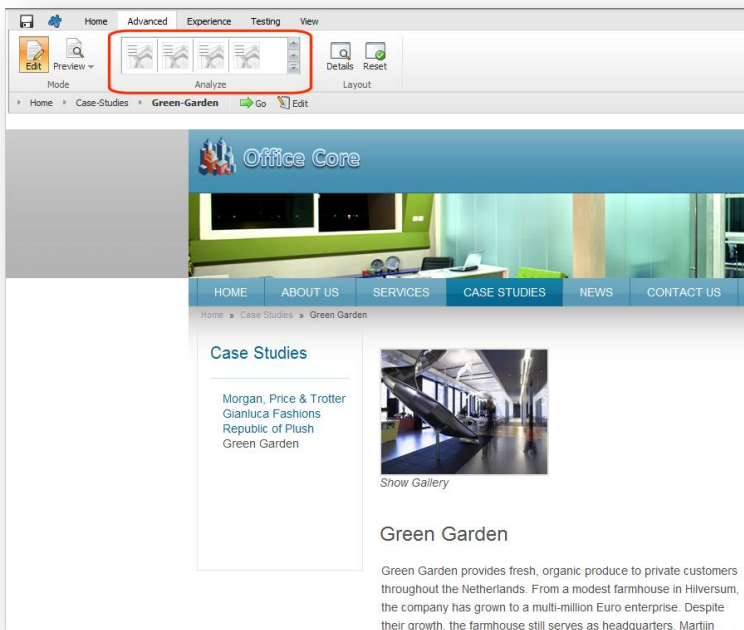 Home Advanced Experience Testing View
Edit Preview Details Reset
Mode Analyze Layout
Home Case-Studies Green-Garden Go Edit
Office Core
HOME ABOUT US SERVICES CASE STUDIES NEWS CONTACT US
Home » Case Studies » Green Garden
Case Studies
Morgan, Price & Trotter
Gianluca Fashions
Republic of Plush
Green Garden
Show Gallery
Green Garden
Green Garden provides fresh, organic produce to private customers
throughout the Netherlands. From a modest farmhouse in Hilversum,
the company has grown to a multi-million Euro enterprise. Despite
their growth, the farmhouse still serves as headquarters. Martijn